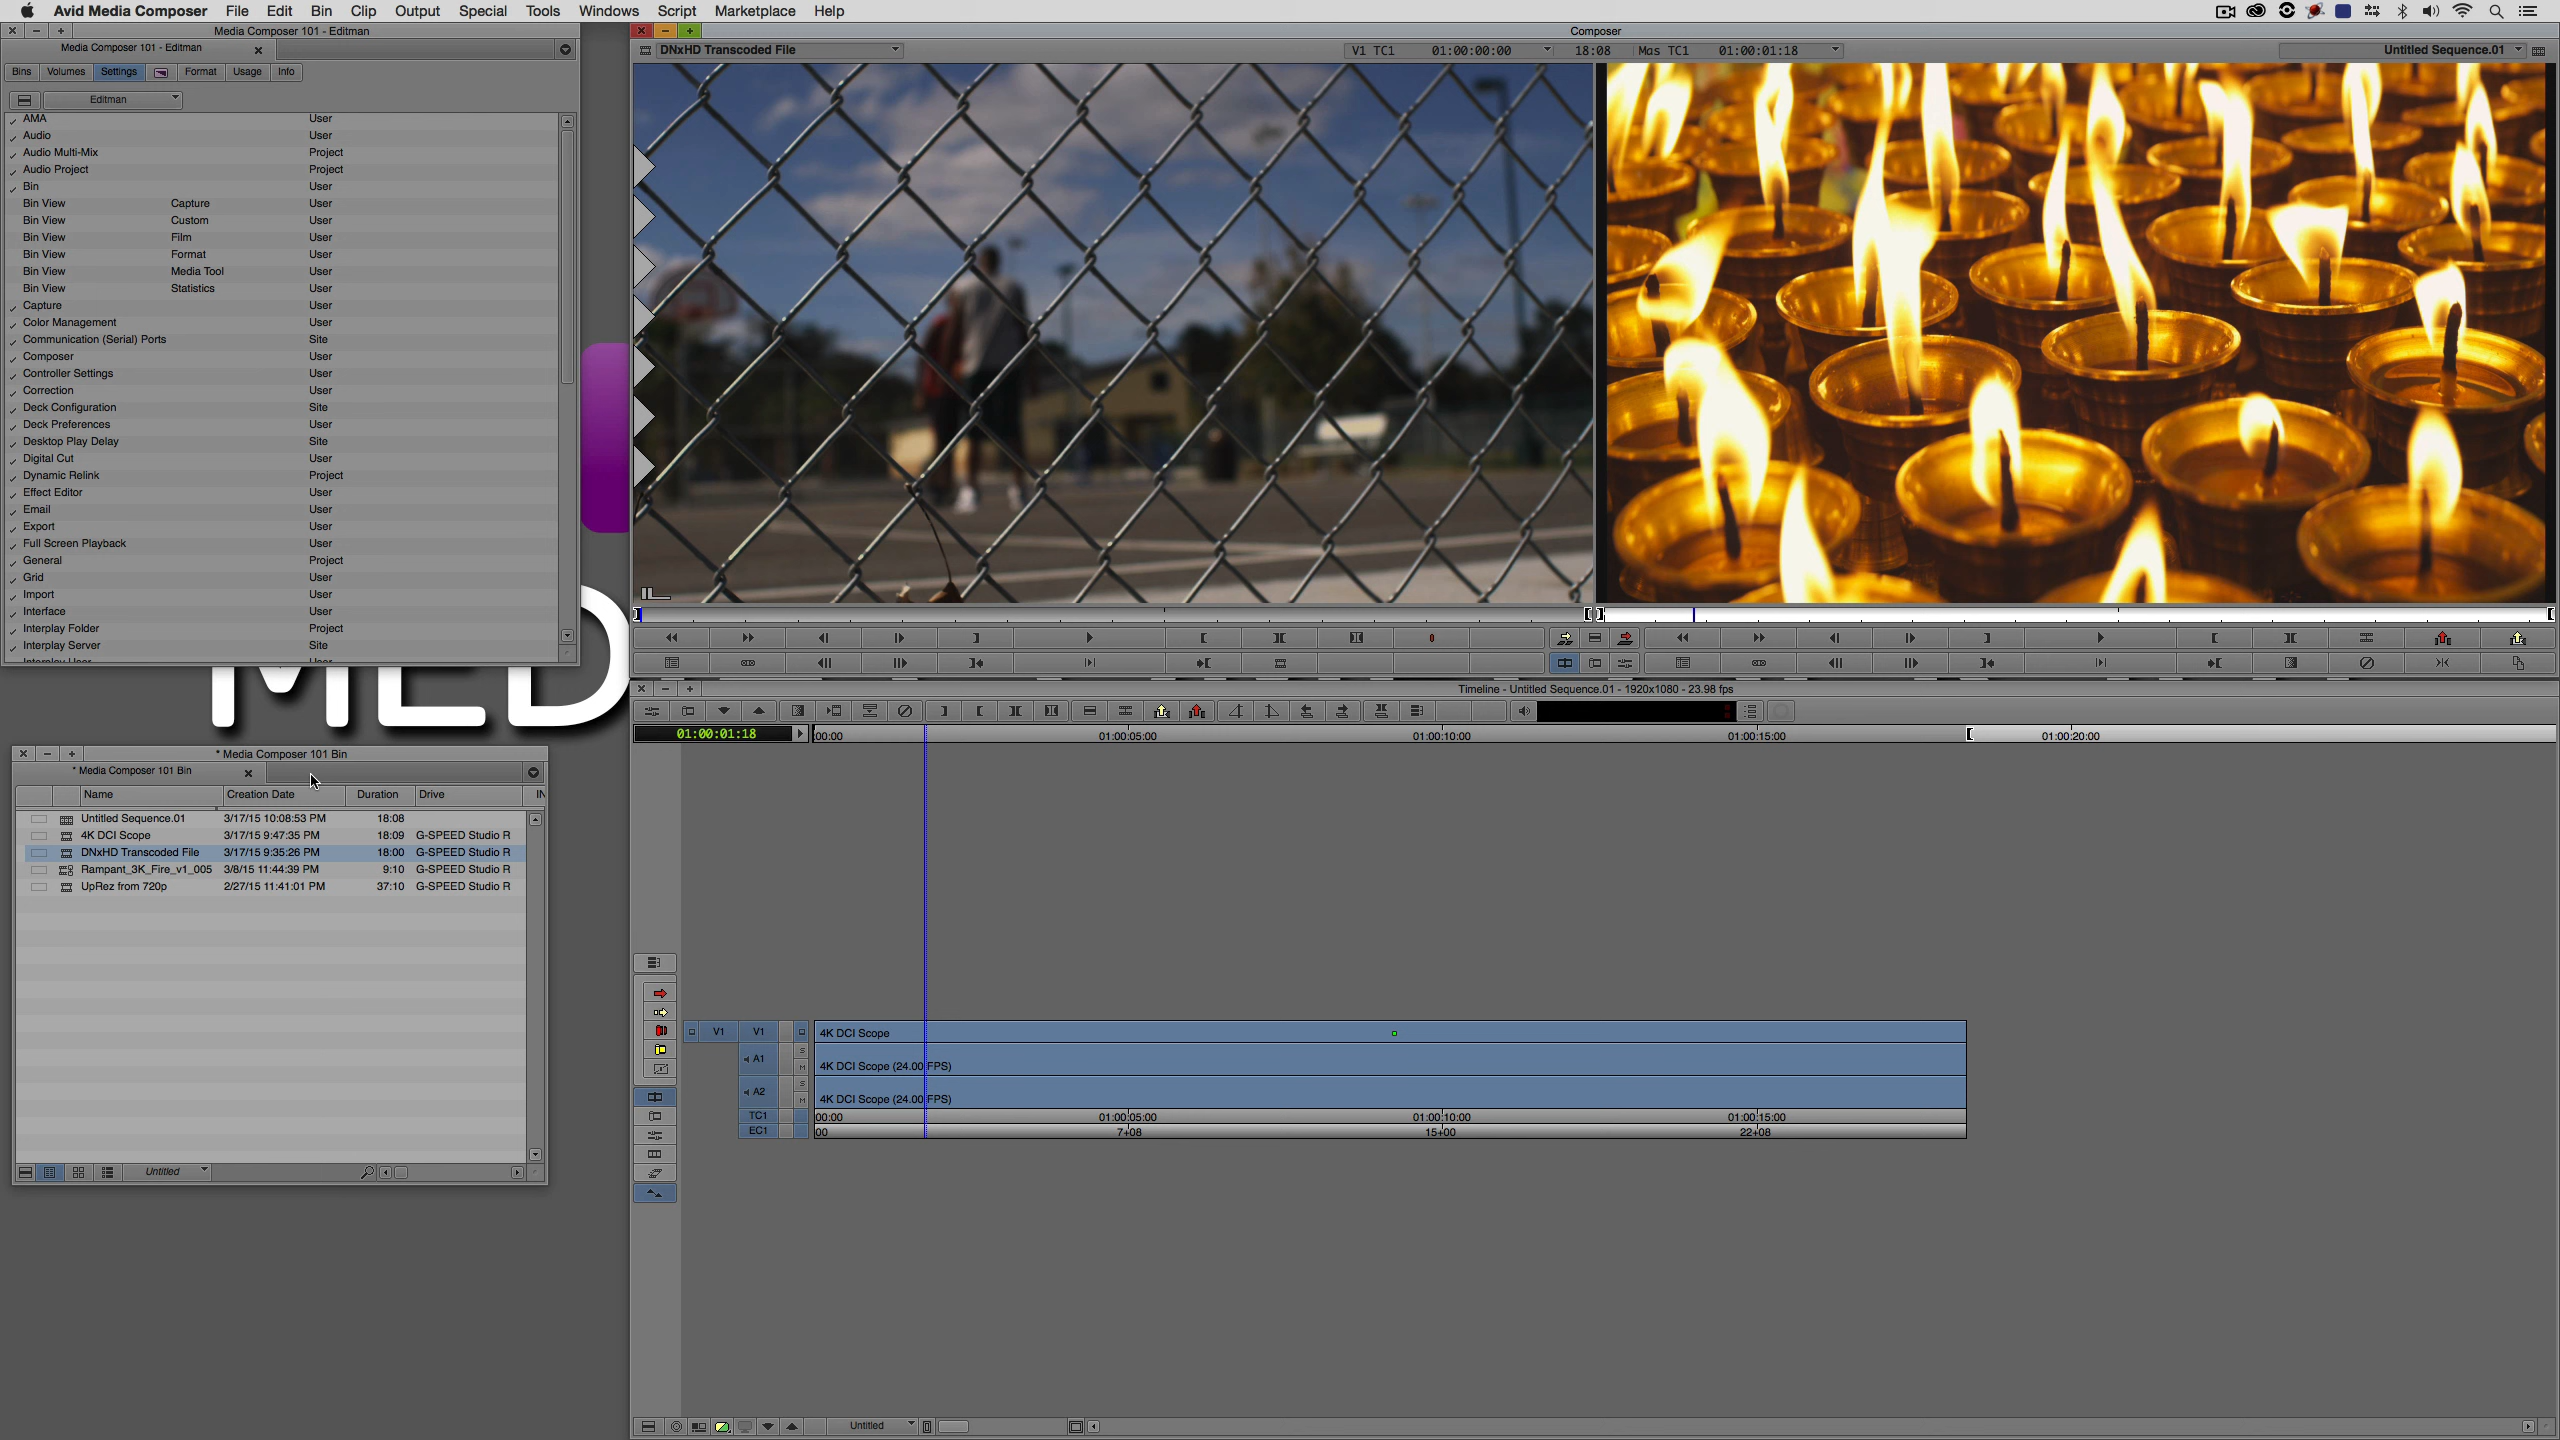 Avid Media Composer File Edit Bin Clip Output Special Tools Windows Script Marketplace Help
Media Composer 101 - Editman
Media Composer 101 - Editman
Bins Volumes Settings Format Usage Info
Editman
AMA User
Audio User
Audio Multi-Mix Project
Audio Project Project
Bin User
Bin View Capture User
Bin View Custom User
Bin View Film User
Bin View Format User
Bin View Media Tool User
Bin View Statistics User
Capture User
Color Management User
Communication (Serial) Ports Site
Composer User
Controller Settings User
Correction User
Deck Configuration Site
Deck Preferences User
Desktop Play Delay Site
Digital Cut User
Dynamic Relink Project
Effect Editor User
Email User
Export User
Full Screen Playback User
General Project
Grid User
Import User
Interface User
Interplay Folder Project
Interplay Server Site
Interplay User User
MED
* Media Composer 101 Bin
* Media Composer 101 Bin
Name Creation Date Duration Drive IN
Untitled Sequence.01 3/17/15 10:08:53 PM 18:08
4K DCI Scope 3/17/15 9:47:35 PM 18:09 G-SPEED Studio R
DNxHD Transcoded File 3/17/15 9:35:26 PM 18:00 G-SPEED Studio R
Rampant_3K_Fire_v1_005 3/8/15 11:44:39 PM 9:10 G-SPEED Studio R
UpRez from 720p 2/27/15 11:41:01 PM 37:10 G-SPEED Studio R
Untitled
Composer
DNxHD Transcoded File V1 TC1 01:00:00:00 18:08 Mas TC1 01:00:01:18 Untitled Sequence.01
Timeline - Untitled Sequence.01 - 1920x1080 - 23.98 fps
01:00:01:18 :00:00 01:00:05:00 01:00:10:00 01:00:15:00 01:00:20:00
V1 V1 4K DCI Scope
S
A1 M 4K DCI Scope (24.00 FPS)
S
A2 M 4K DCI Scope (24.00 FPS)
TC1 00:00 01:00:05:00 01:00:10:00 01:00:15:00
EC1 00 7+08 15+00 22+08
Untitled